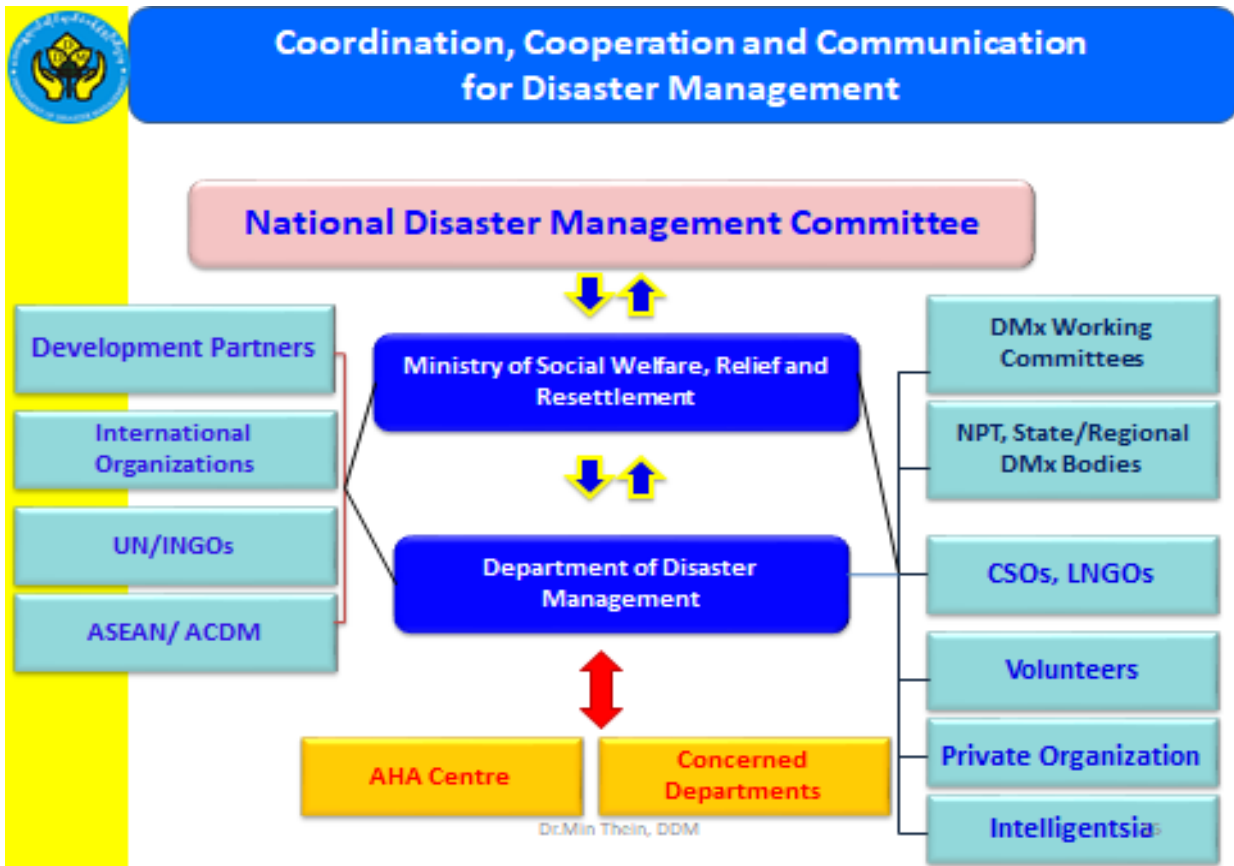 Coordination, Cooperation and Communication
for Disaster Management
National Disaster Management Committee
Development Partners
International
Organizations
UN/INGOs
ASEAN/ ACDM
Ministry of Social Welfare, Relief and
Resettlement
Department of Disaster
Management
AHA Centre
Concerned
Departments
DMx Working
Committees
NPT, State/Regional
DMx Bodies
CSOs, LNGOs
Volunteers
Private Organization
Intelligentsia
Dr.Min Thein, DDM